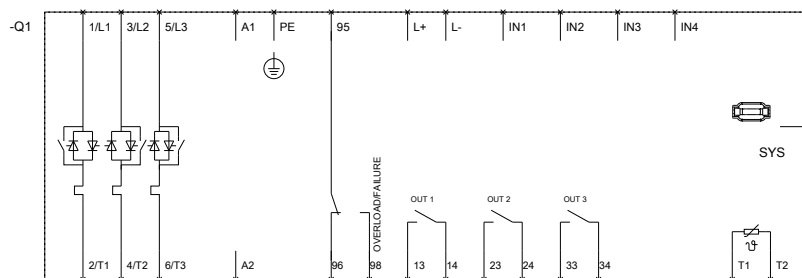 -Q1 1/L1 3/L2 5/L3 A1 PE 95 L+ L- IN1 IN2 IN3 IN4
SYS
OVERLOAD/FAILURE
OUT 1 OUT 2 OUT 3
ϑ
2/T1 4/T2 6/T3 A2 96 98 13 14 23 24 33 34 T1 T2